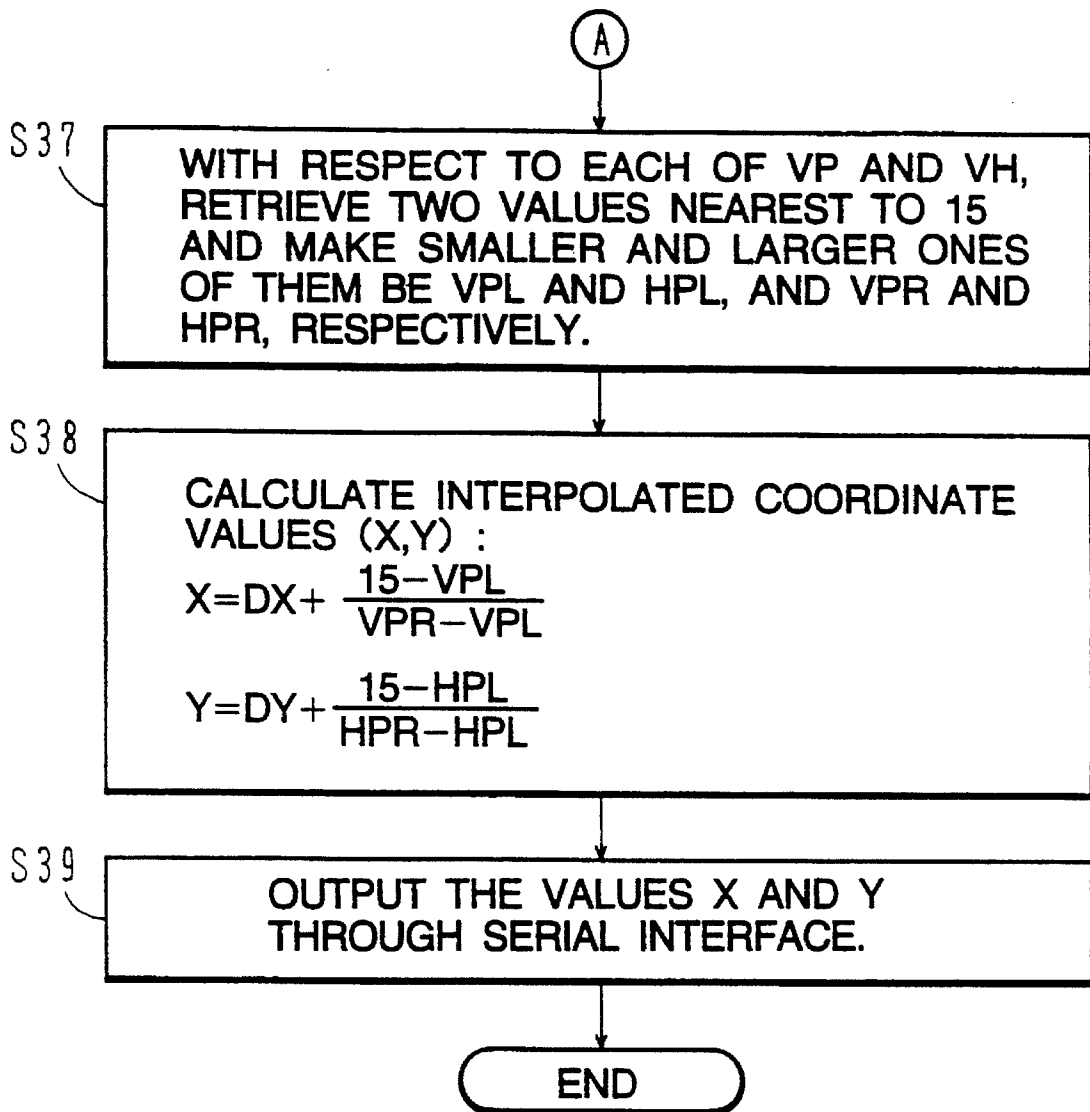 A
S37
WITH RESPECT TO EACH OF VP AND VH,
RETRIEVE TWO VALUES NEAREST TO 15
AND MAKE SMALLER AND LARGER ONES
OF THEM BE VPL AND HPL, AND VPR AND
HPR, RESPECTIVELY.
S38
CALCULATE INTERPOLATED COORDINATE
VALUES (X,Y) :
X=DX+ 15−VPL
VPR−VPL
Y=DY+ 15−HPL
HPR−HPL
S39
OUTPUT THE VALUES X AND Y
THROUGH SERIAL INTERFACE.
END